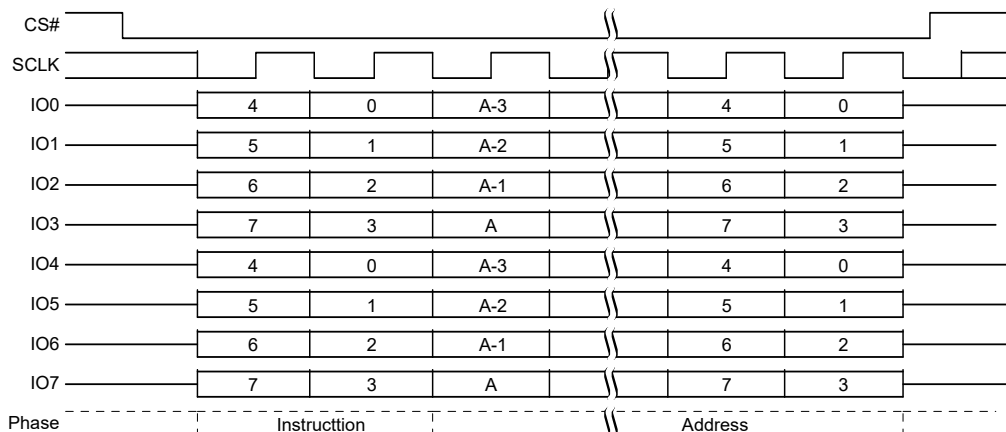 CS#
SCLK
IO0 4 0 A-3 4 0
IO1 5 1 A-2 5 1
IO2 6 2 A-1 6 2
IO3 7 3 A 7 3
IO4 4 0 A-3 4 0
IO5 5 1 A-2 5 1
IO6 6 2 A-1 6 2
IO7 7 3 A 7 3
Phase Instructtion Address